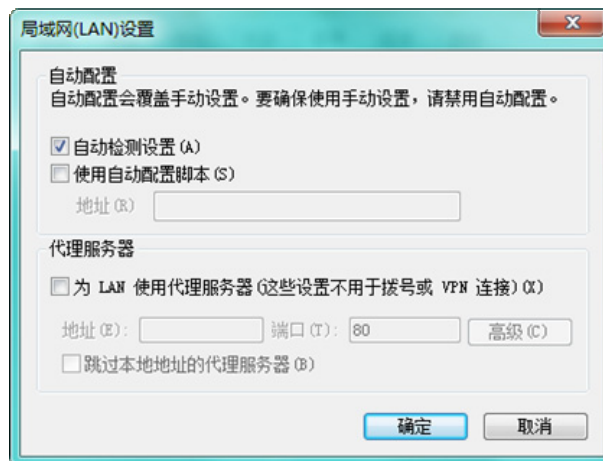 局域网(LAN)设置
自动配置
自动配置会覆盖手动设置。要确保使用手动设置，请禁用自动配置。
自动检测设置(A)
使用自动配置脚本(S)
地址(R)
代理服务器
为 LAN 使用代理服务器(这些设置不用于拨号或 VPN 连接)(X)
地址(E): 端口(T): 80 高级(C)
跳过本地地址的代理服务器(B)
确定 取消